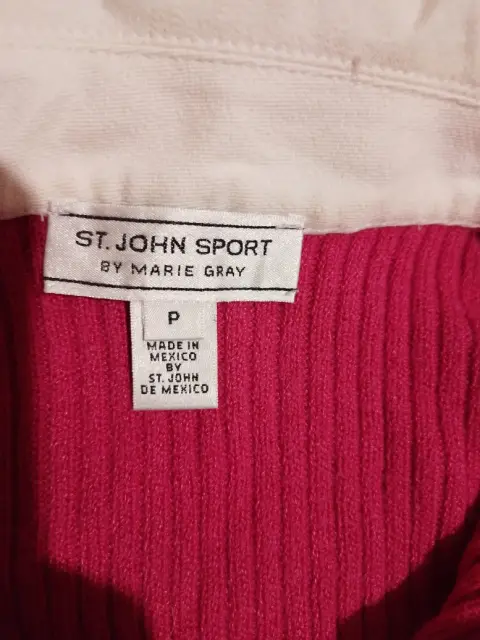 ST. JOHN SPORT
BY MARIE GRAY
P
MADE IN
MEXICO
BY
ST. JOHN
DE MEXICO